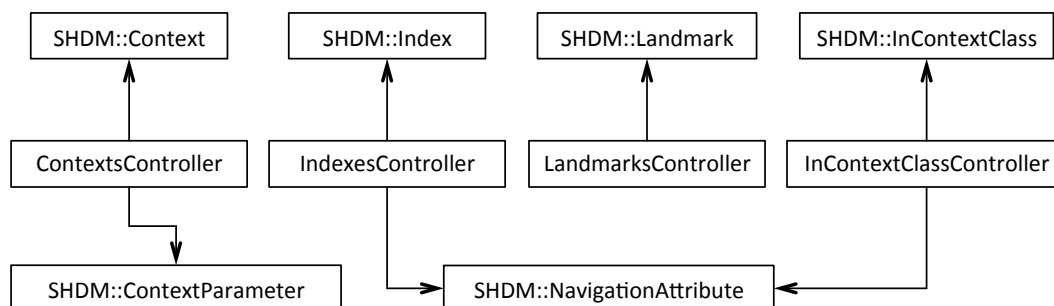 SHDM::Context
SHDM::Index
SHDM::Landmark
SHDM::InContextClass
ContextsController
IndexesController
LandmarksController
InContextClassController
SHDM::ContextParameter
SHDM::NavigationAttribute